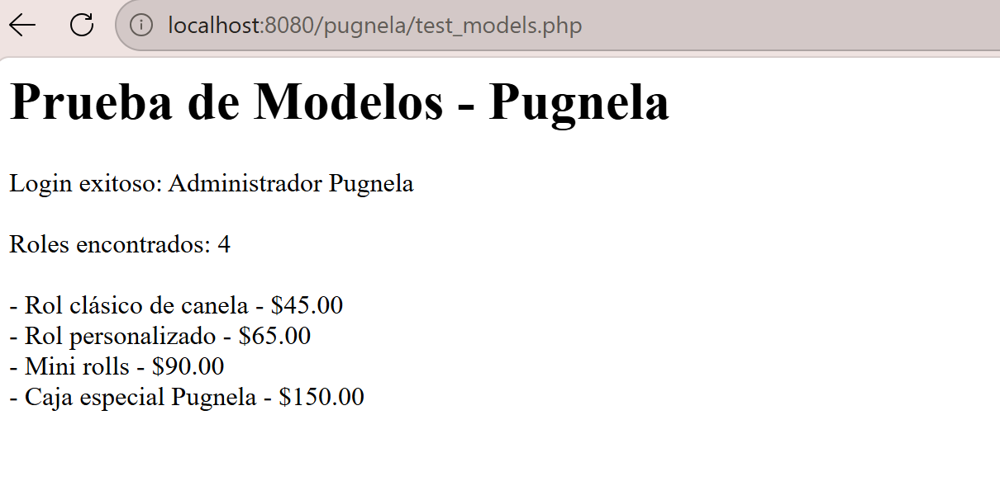 localhost:8080/pugnela/test_models.php
Prueba de Modelos - Pugnela
Login exitoso: Administrador Pugnela
Roles encontrados: 4
- Rol clásico de canela - $45.00
- Rol personalizado - $65.00
- Mini rolls - $90.00
- Caja especial Pugnela - $150.00